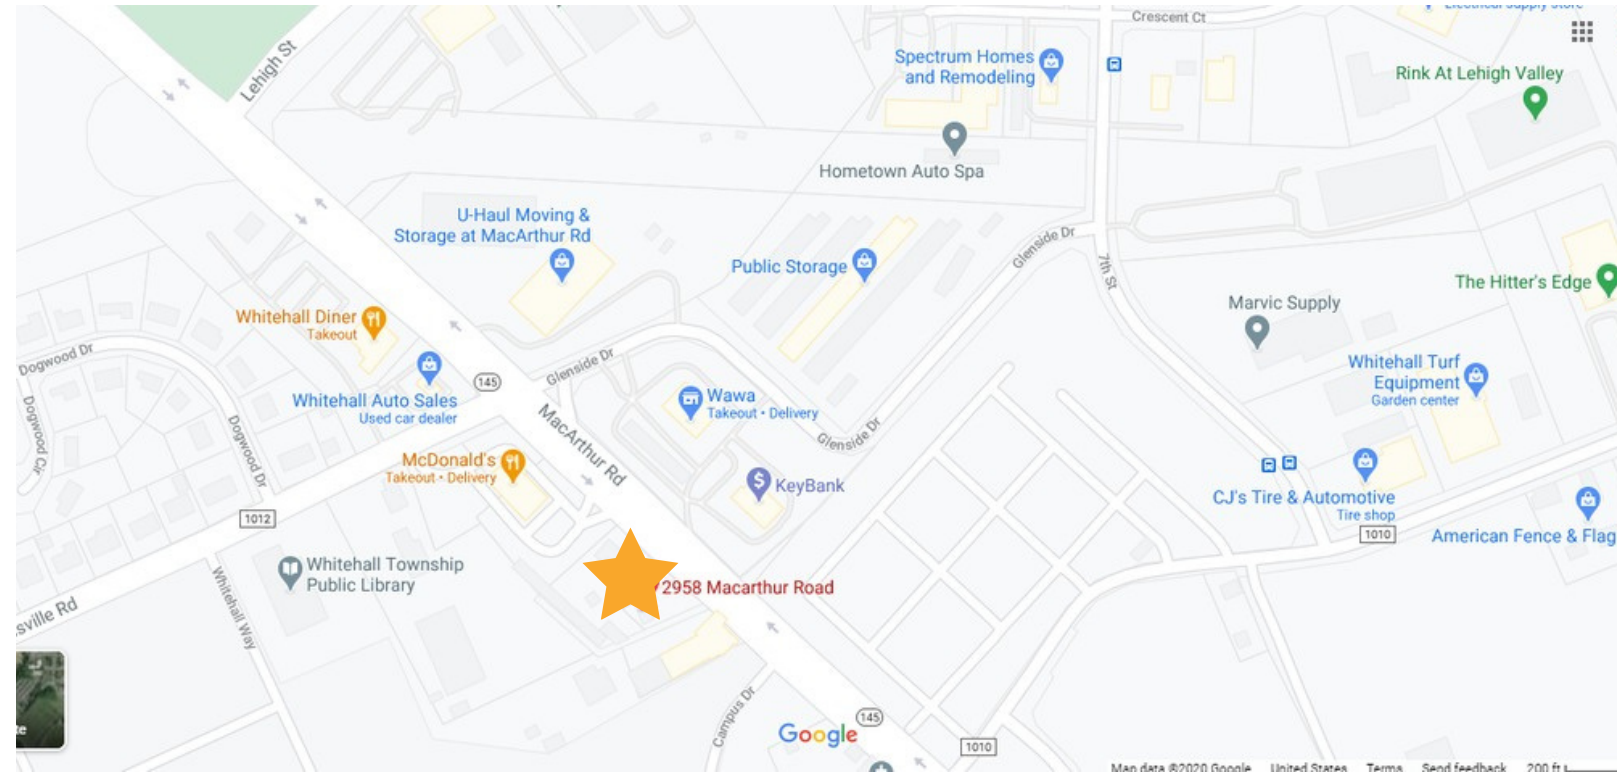 Crescent Ct
Lehigh St
Spectrum Homes
and Remodeling
Rink At Lehigh Valley
Hometown Auto Spa
U-Haul Moving &
Storage at MacArthur Rd
Public Storage
Glenside Dr
7th St
The Hitter's Edge
Marvic Supply
Whitehall Diner
Takeout
Dogwood Dr
Glenside Dr
145
Whitehall Turf
Equipment
Garden center
Whitehall Auto Sales
Used car dealer
Wawa
Takeout • Delivery
Dogwood Cir
Dogwood Dr
MacArthur Rd
Glenside Dr
McDonald's
Takeout • Delivery
KeyBank
CJ's Tire & Automotive
Tire shop
1012
1010
American Fence & Flag
Whitehall Township
Public Library
2958 Macarthur Road
sville Rd
Whitehall Way
Campus Dr
145
Google
1010
Map data ©2020 Google United States Terms Send feedback 200 ft